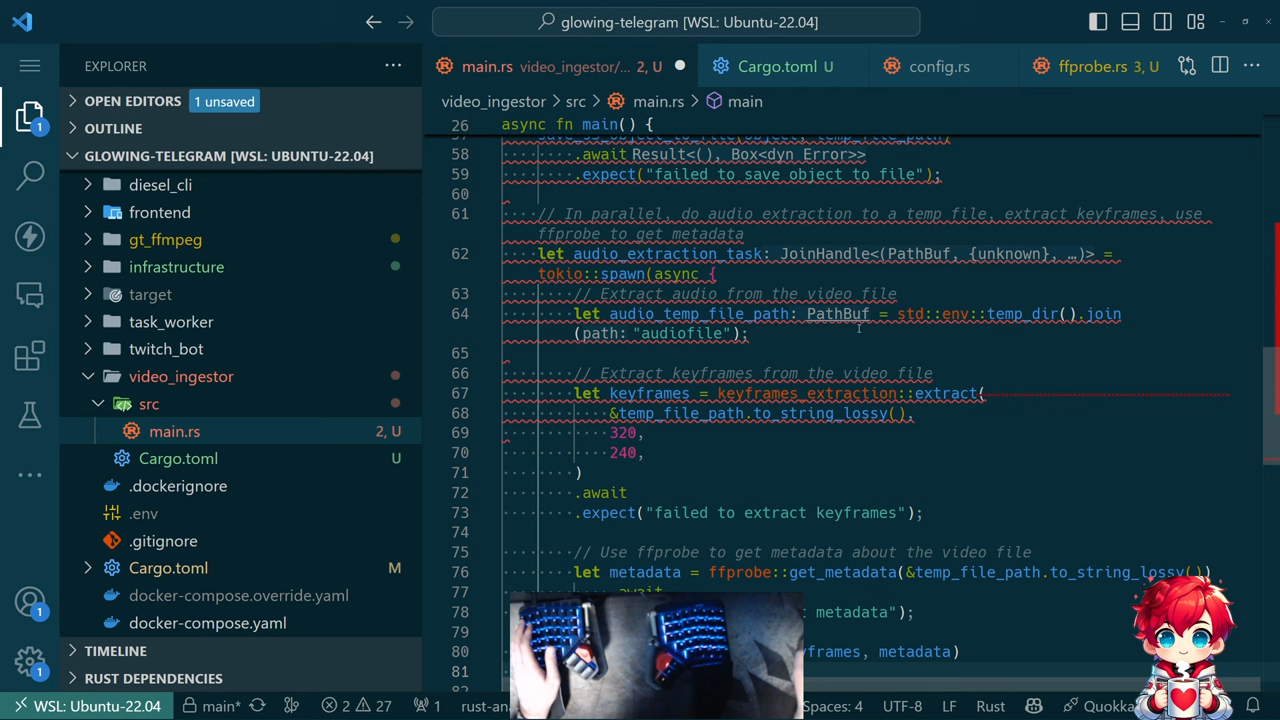 glowing-telegram [WSL: Ubuntu-22.04]
EXPLORER
OPEN EDITORS
1 unsaved
OUTLINE
GLOWING-TELEGRAM [WSL: UBUNTU-22.04]
diesel_cli
frontend
gt_ffmpeg
infrastructure
target
task_worker
twitch_bot
video_ingestor
src
main.rs 2, U
Cargo.toml U
.dockerignore
.env
.gitignore
Cargo.toml M
docker-compose.override.yaml
docker-compose.yaml
TIMELINE
RUST DEPENDENCIES
main.rs video_ingestor/... 2, U
Cargo.toml U
config.rs
ffprobe.rs 3, U
video_ingestor > src > main.rs > main
26 async fn main() {
57 save_s3_object_to_file(object, temp_file_path)
58 .await Result<(), Box<dyn Error>>
59 .expect("failed to save object to file");
60
61 // In parallel, do audio extraction to a temp file, extract keyframes, use
ffprobe to get metadata
62 let audio_extraction_task: JoinHandle<(PathBuf, {unknown}, …)> =
tokio::spawn(async {
63 // Extract audio from the video file
64 let audio_temp_file_path: PathBuf = std::env::temp_dir().join
(path: "audiofile");
65
66 // Extract keyframes from the video file
67 let keyframes = keyframes_extraction::extract(
68 &temp_file_path.to_string_lossy(),
69 320,
70 240,
71 )
72 .await
73 .expect("failed to extract keyframes");
74
75 // Use ffprobe to get metadata about the video file
76 let metadata = ffprobe::get_metadata(&temp_file_path.to_string_lossy())
77 .await
78 metadata");
79
80 frames, metadata)
81
82
WSL: Ubuntu-22.04
main*
2 27
1
rust-ana
Spaces: 4
UTF-8
LF
Rust
Quokka